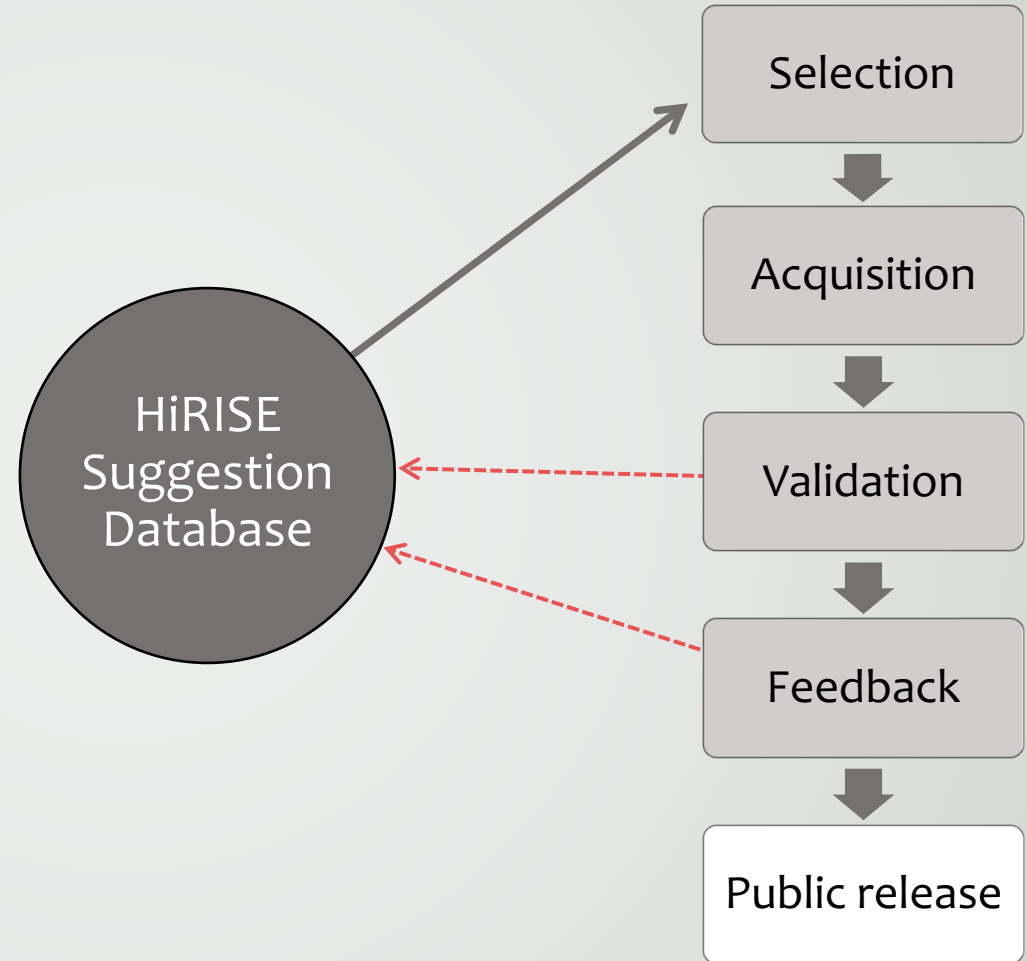 Selection
Acquisition
HiRISE
Suggestion
Database
Validation
Feedback
Public release